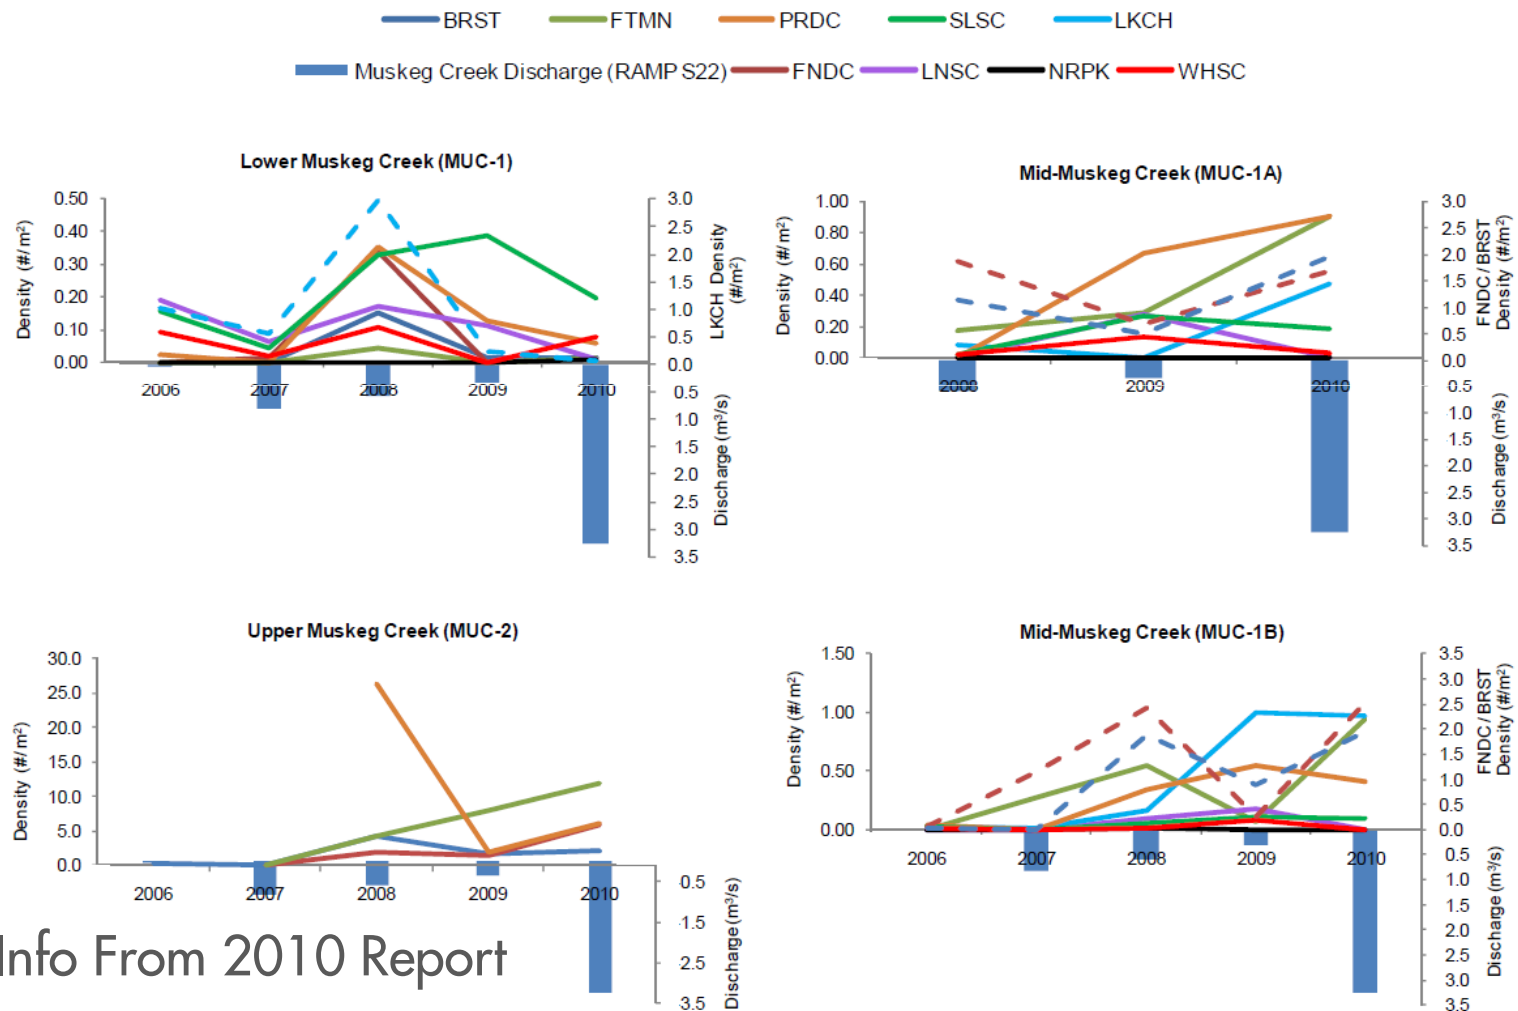 BRST FTMN PRDC SLSC LKCH
Muskeg Creek Discharge (RAMP S22) FNDC LNSC NRPK WHSC
Lower Muskeg Creek (MUC-1)
Density (#/m²)
0.50
0.40
0.30
0.20
0.10
0.00
3.0
2.5
2.0
1.5
1.0
0.5
0.0
0.5
1.0
1.5
2.0
2.5
3.0
3.5
LKCH Density
(#/m²)
Discharge (m³/s)
2006 2007 2008 2009 2010
Mid-Muskeg Creek (MUC-1A)
Density (#/m²)
1.00
0.80
0.60
0.40
0.20
0.00
3.0
2.5
2.0
1.5
1.0
0.5
0.0
0.5
1.0
1.5
2.0
2.5
3.0
3.5
FNDC / BRST
Density (#/m²)
Discharge (m³/s)
2008 2009 2010
Upper Muskeg Creek (MUC-2)
Density (#/m²)
30.0
25.0
20.0
15.0
10.0
5.0
0.0
2006 2007 2008 2009 2010
0.5
1.5
2.5
3.5
Discharge (m³/s)
Mid-Muskeg Creek (MUC-1B)
Density (#/m²)
1.50
1.00
0.50
0.00
3.5
3.0
2.5
2.0
1.5
1.0
0.5
0.0
0.5
1.0
1.5
2.0
2.5
3.0
3.5
FNDC / BRST
Density (#/m²)
Discharge (m³/s)
2006 2007 2008 2009 2010
Info From 2010 Report